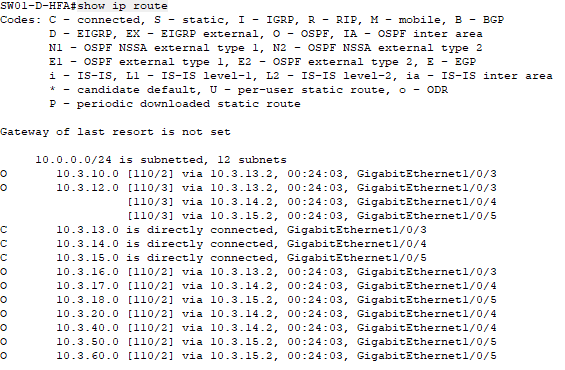 SW01-D-HFA#show ip route
Codes: C - connected, S - static, I - IGRP, R - RIP, M - mobile, B - BGP
D - EIGRP, EX - EIGRP external, O - OSPF, IA - OSPF inter area
N1 - OSPF NSSA external type 1, N2 - OSPF NSSA external type 2
E1 - OSPF external type 1, E2 - OSPF external type 2, E - EGP
i - IS-IS, L1 - IS-IS level-1, L2 - IS-IS level-2, ia - IS-IS inter area
* - candidate default, U - per-user static route, o - ODR
P - periodic downloaded static route
Gateway of last resort is not set
10.0.0.0/24 is subnetted, 12 subnets
O 10.3.10.0 [110/2] via 10.3.13.2, 00:24:03, GigabitEthernet1/0/3
O 10.3.12.0 [110/3] via 10.3.13.2, 00:24:03, GigabitEthernet1/0/3
[110/3] via 10.3.14.2, 00:24:03, GigabitEthernet1/0/4
[110/3] via 10.3.15.2, 00:24:03, GigabitEthernet1/0/5
C 10.3.13.0 is directly connected, GigabitEthernet1/0/3
C 10.3.14.0 is directly connected, GigabitEthernet1/0/4
C 10.3.15.0 is directly connected, GigabitEthernet1/0/5
O 10.3.16.0 [110/2] via 10.3.13.2, 00:24:03, GigabitEthernet1/0/3
O 10.3.17.0 [110/2] via 10.3.14.2, 00:24:03, GigabitEthernet1/0/4
O 10.3.18.0 [110/2] via 10.3.15.2, 00:24:03, GigabitEthernet1/0/5
O 10.3.20.0 [110/2] via 10.3.14.2, 00:24:03, GigabitEthernet1/0/4
O 10.3.40.0 [110/2] via 10.3.14.2, 00:24:03, GigabitEthernet1/0/4
O 10.3.50.0 [110/2] via 10.3.15.2, 00:24:03, GigabitEthernet1/0/5
O 10.3.60.0 [110/2] via 10.3.15.2, 00:24:03, GigabitEthernet1/0/5